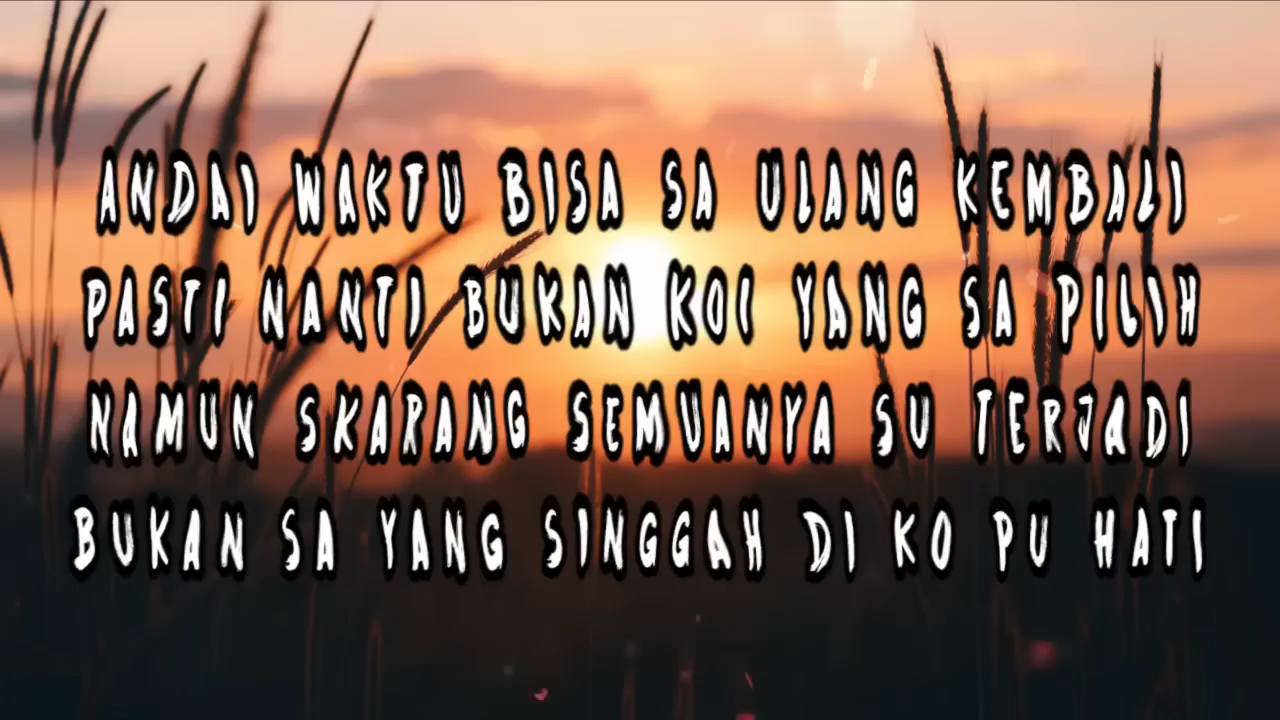 ANDAI WAKTU BISA SA ULANG KEMBALI
PASTI NANTI BUKAN KOI YANG SA PILIH
NAMUN SKARANG SEMUANYA SU TERJADI
BUKAN SA YANG SINGGAH DI KO PU HATI